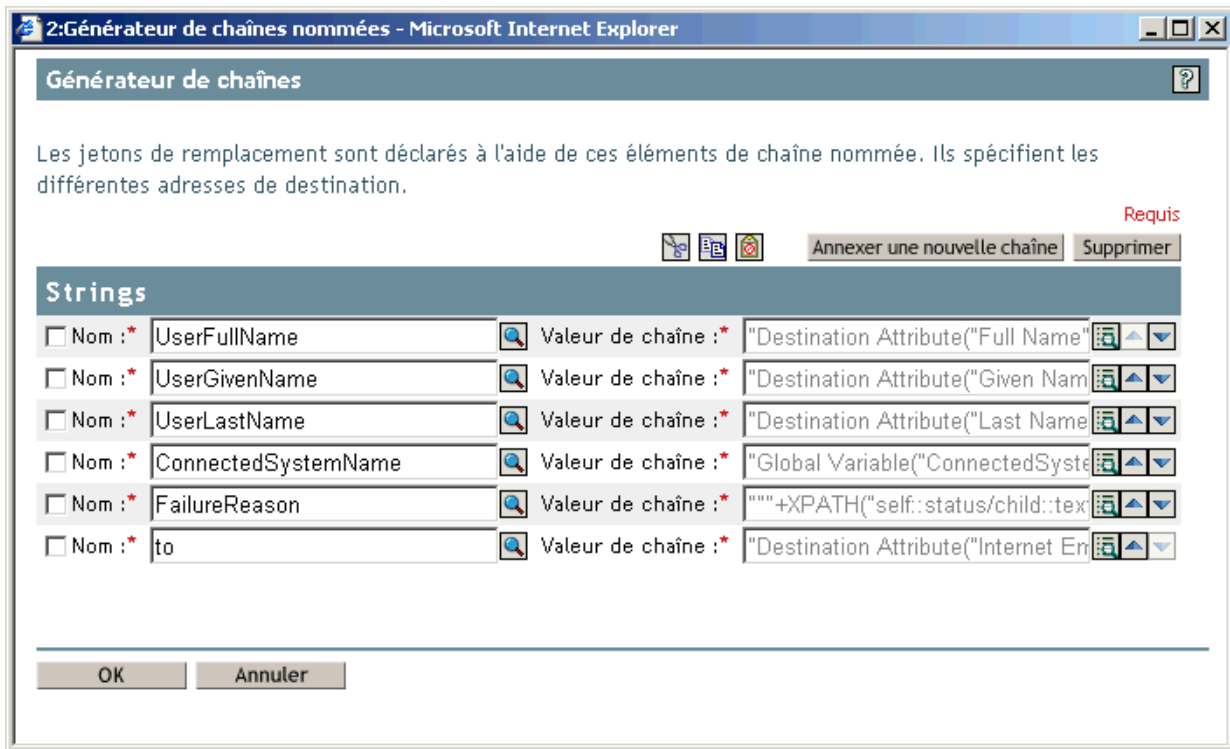 2:Générateur de chaînes nommées - Microsoft Internet Explorer
Générateur de chaînes
Les jetons de remplacement sont déclarés à l'aide de ces éléments de chaîne nommée. Ils spécifient les
différentes adresses de destination.
Requis
Annexer une nouvelle chaîne Supprimer
Strings
Nom :* UserFullName Valeur de chaîne :* "Destination Attribute("Full Name"
Nom :* UserGivenName Valeur de chaîne :* "Destination Attribute("Given Nam
Nom :* UserLastName Valeur de chaîne :* "Destination Attribute("Last Name
Nom :* ConnectedSystemName Valeur de chaîne :* "Global Variable("ConnectedSyste
Nom :* FailureReason Valeur de chaîne :* """+XPATH("self::status/child::tex
Nom :* to Valeur de chaîne :* "Destination Attribute("Internet Em
OK Annuler